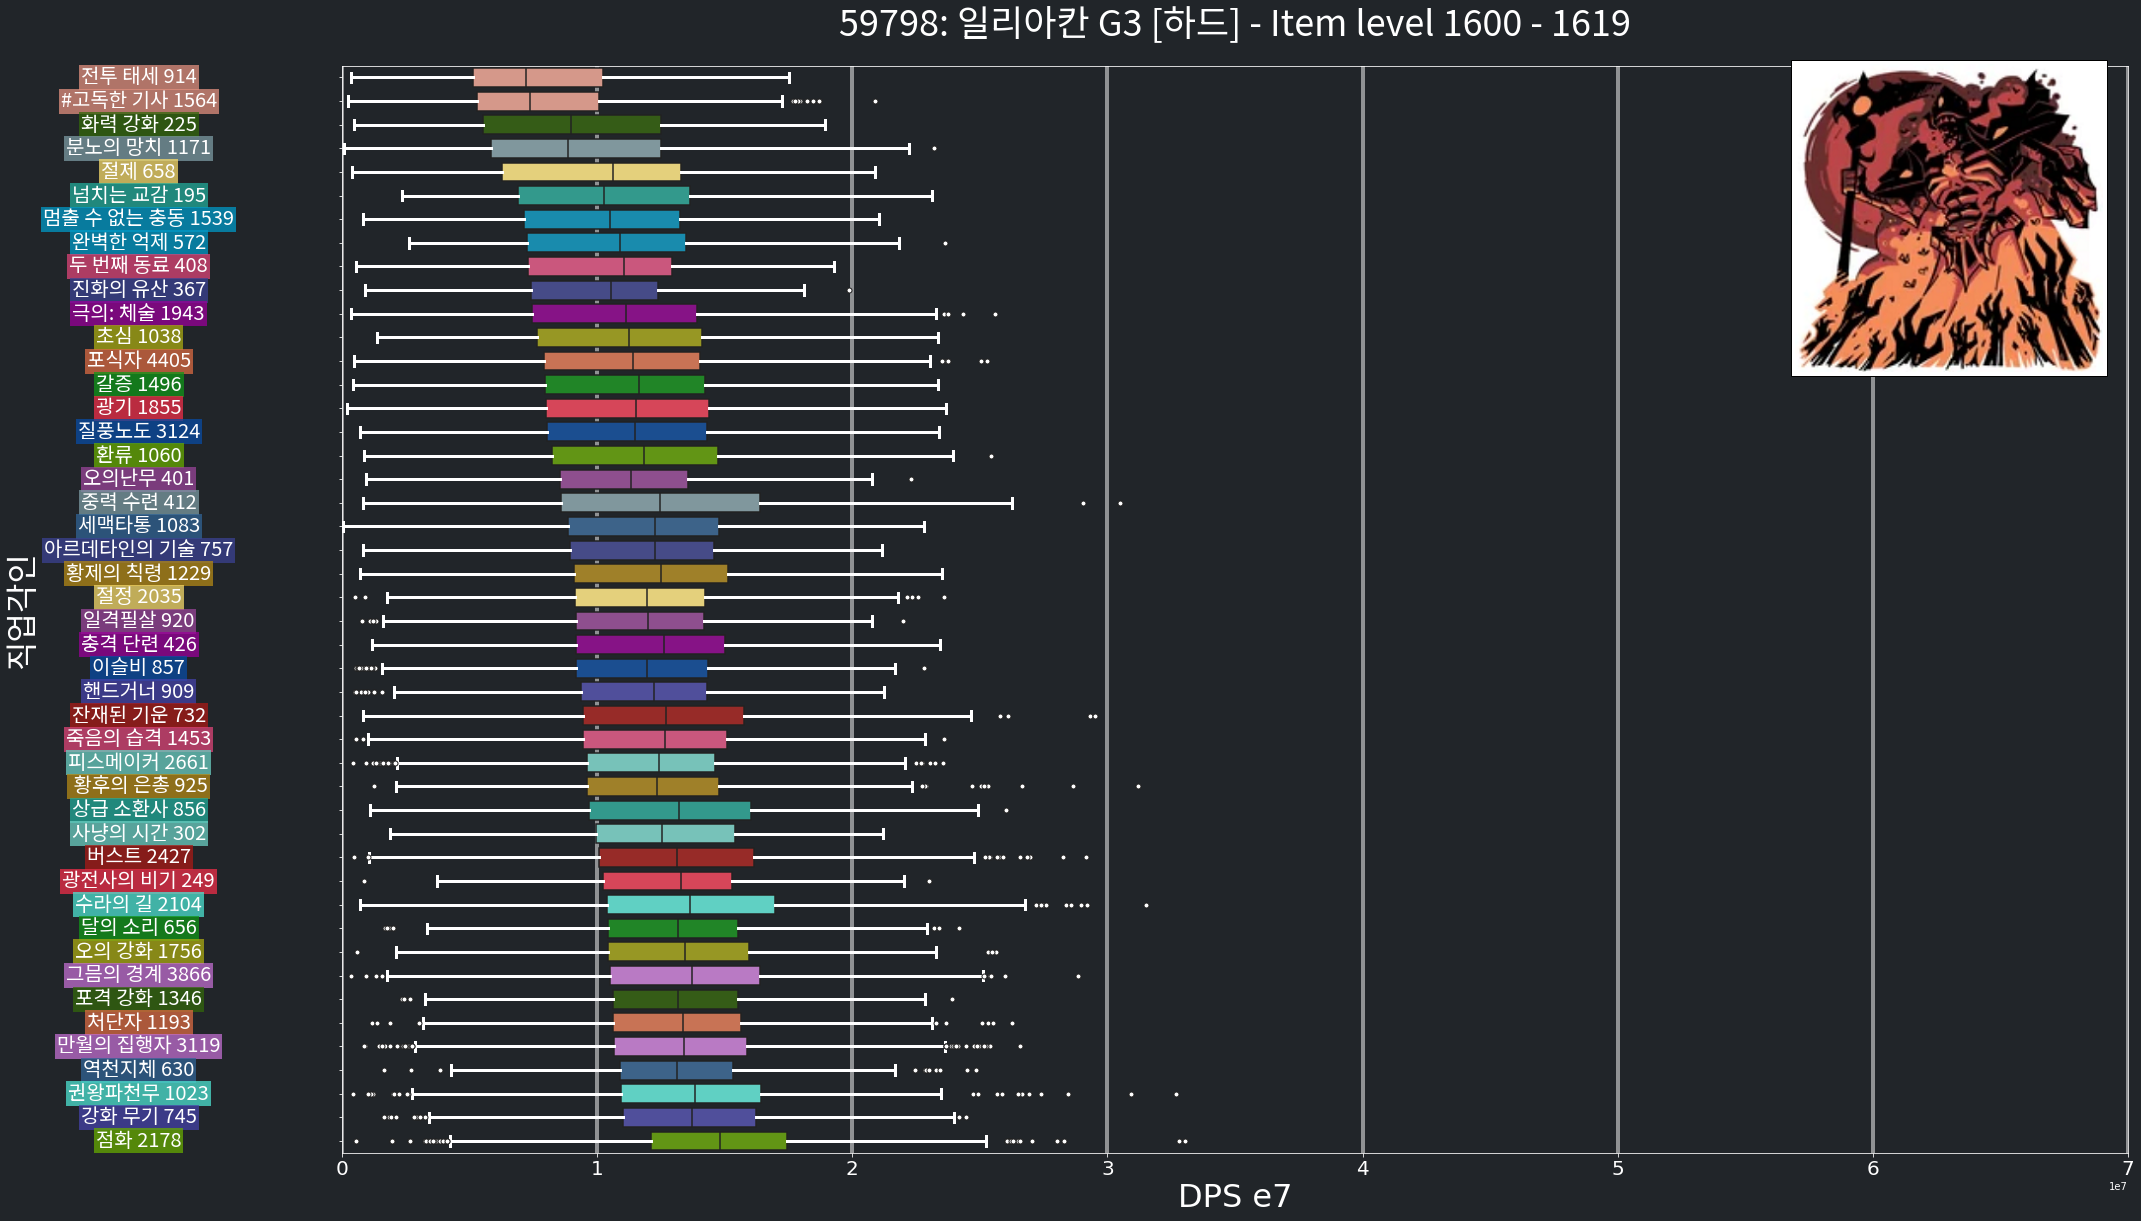 59798: 일리아칸 G3 [하드] - Item level 1600 - 1619
직업각인
전투 태세 914
#고독한 기사 1564
화력 강화 225
분노의 망치 1171
절제 658
넘치는 교감 195
멈출 수 없는 충동 1539
완벽한 억제 572
두 번째 동료 408
진화의 유산 367
극의: 체술 1943
초심 1038
포식자 4405
갈증 1496
광기 1855
질풍노도 3124
환류 1060
오의난무 401
중력 수련 412
세맥타통 1083
아르데타인의 기술 757
황제의 칙령 1229
절정 2035
일격필살 920
충격 단련 426
이슬비 857
핸드거너 909
잔재된 기운 732
죽음의 습격 1453
피스메이커 2661
황후의 은총 925
상급 소환사 856
사냥의 시간 302
버스트 2427
광전사의 비기 249
수라의 길 2104
달의 소리 656
오의 강화 1756
그믐의 경계 3866
포격 강화 1346
처단자 1193
만월의 집행자 3119
역천지체 630
권왕파천무 1023
강화 무기 745
점화 2178
0 1 2 3 4 5 6 7
1e7
DPS e7